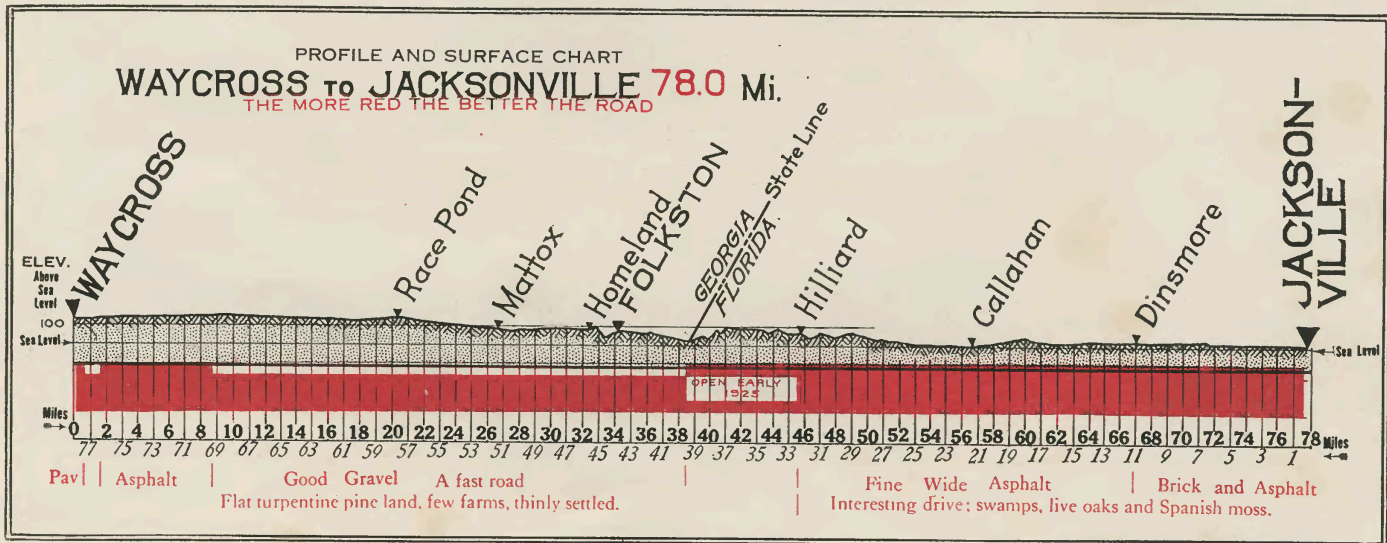 PROFILE AND SURFACE CHART
WAYCROSS TO JACKSONVILLE 78.0 Mi.
THE MORE RED THE BETTER THE ROAD
WAYCROSS
Race Pond
Mattox
Homeland
FOLKSTON
GEORGIA
FLORIDA
State Line
Hilliard
Callahan
Dinsmore
JACKSON-
VILLE
ELEV.
Above
Sea
Level
100
Sea Level
Sea Level
OPEN EARLY
1925
Miles 0 2 4 6 8 10 12 14 16 18 20 22 24 26 28 30 32 34 36 38 40 42 44 46 48 50 52 54 56 58 60 62 64 66 68 70 72 74 76 78 Miles
77 75 73 71 69 67 65 63 61 59 57 55 53 51 49 47 45 43 41 39 37 35 33 31 29 27 25 23 21 19 17 15 13 11 9 7 5 3 1
Pav Asphalt Good Gravel A fast road Fine Wide Asphalt Brick and Asphalt
Flat turpentine pine land, few farms, thinly settled. Interesting drive; swamps, live oaks and Spanish moss.